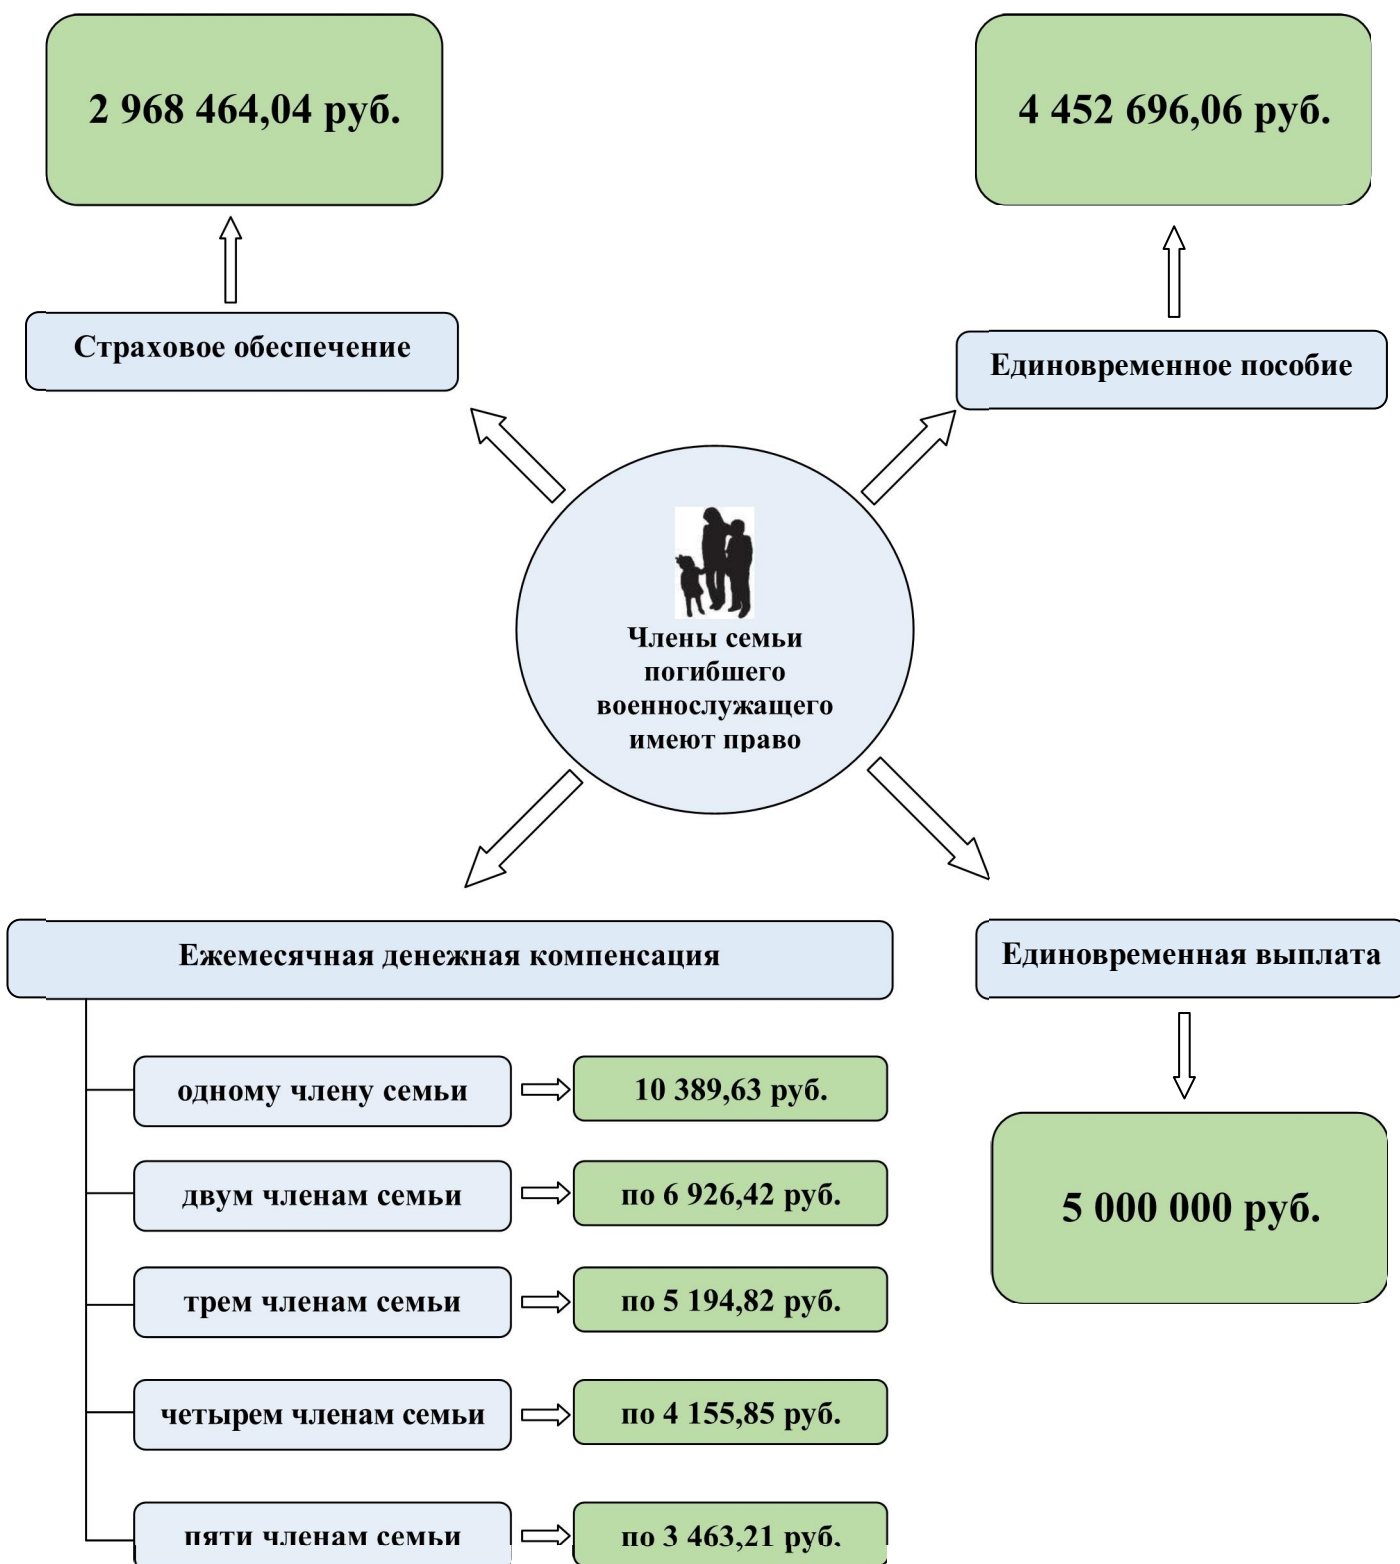 2 968 464,04 руб.
4 452 696,06 руб.
Страховое обеспечение
Единовременное пособие
Члены семьи
погибшего
военнослужащего
имеют право
Ежемесячная денежная компенсация
Единовременная выплата
одному члену семьи
10 389,63 руб.
двум членам семьи
по 6 926,42 руб.
5 000 000 руб.
трем членам семьи
по 5 194,82 руб.
четырем членам семьи
по 4 155,85 руб.
пяти членам семьи
по 3 463,21 руб.